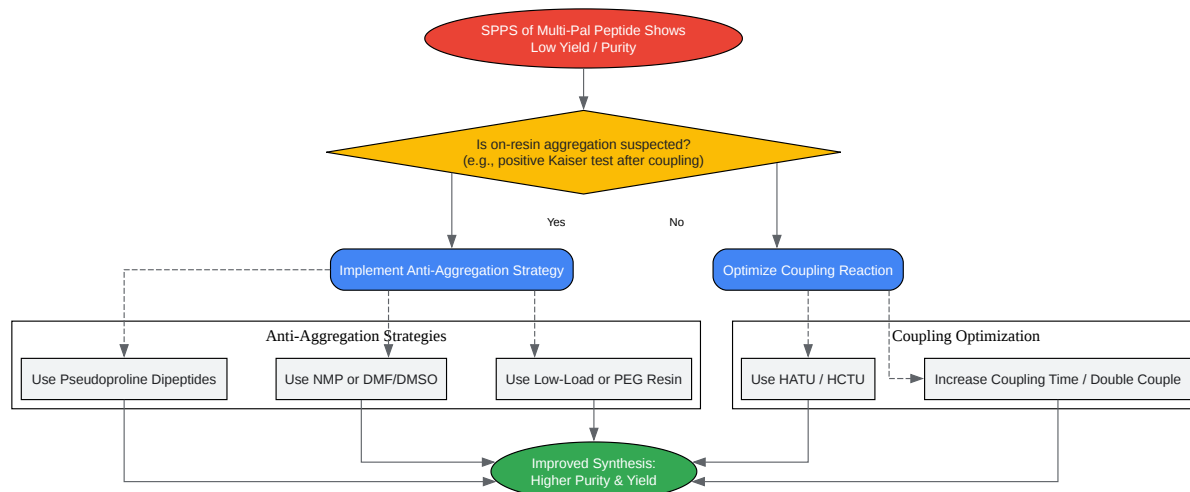 SPPS of Multi-Pal Peptide Shows
Low Yield / Purity
Is on-resin aggregation suspected?
(e.g., positive Kaiser test after coupling)
Yes
No
Implement Anti-Aggregation Strategy
Optimize Coupling Reaction
Anti-Aggregation Strategies
Coupling Optimization
Use Pseudoproline Dipeptides
Use NMP or DMF/DMSO
Use Low-Load or PEG Resin
Use HATU / HCTU
Increase Coupling Time / Double Couple
Improved Synthesis:
Higher Purity & Yield